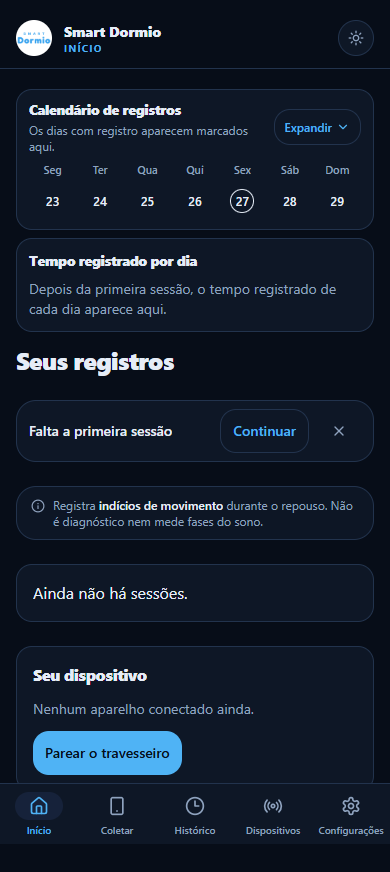 SMART
Dormio
Smart Dormio
INÍCIO
Calendário de registros
Os dias com registro aparecem marcados
aqui.
Expandir
Seg Ter Qua Qui Sex Sáb Dom
23 24 25 26 27 28 29
Tempo registrado por dia
Depois da primeira sessão, o tempo registrado de
cada dia aparece aqui.
Seus registros
Falta a primeira sessão
Continuar
Registra indícios de movimento durante o repouso. Não
é diagnóstico nem mede fases do sono.
Ainda não há sessões.
Seu dispositivo
Nenhum aparelho conectado ainda.
Parear o travesseiro
Início Coletar Histórico Dispositivos Configurações